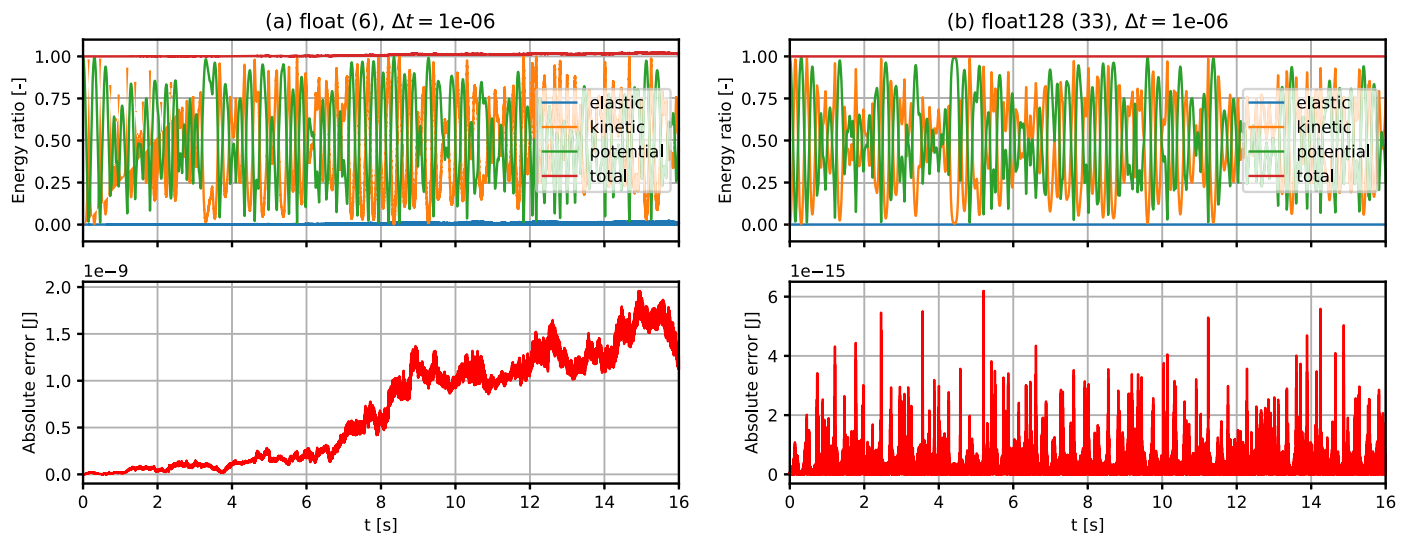 (a) float (6), Δt = 1e-06
Energy ratio [-]
1.00
0.75
0.50
0.25
0.00
elastic
kinetic
potential
total
1e−9
Absolute error [J]
2.0
1.5
1.0
0.5
0.0
0 2 4 6 8 10 12 14 16
t [s]
(b) float128 (33), Δt = 1e-06
Energy ratio [-]
1.00
0.75
0.50
0.25
0.00
elastic
kinetic
potential
total
1e−15
Absolute error [J]
6
4
2
0
0 2 4 6 8 10 12 14 16
t [s]